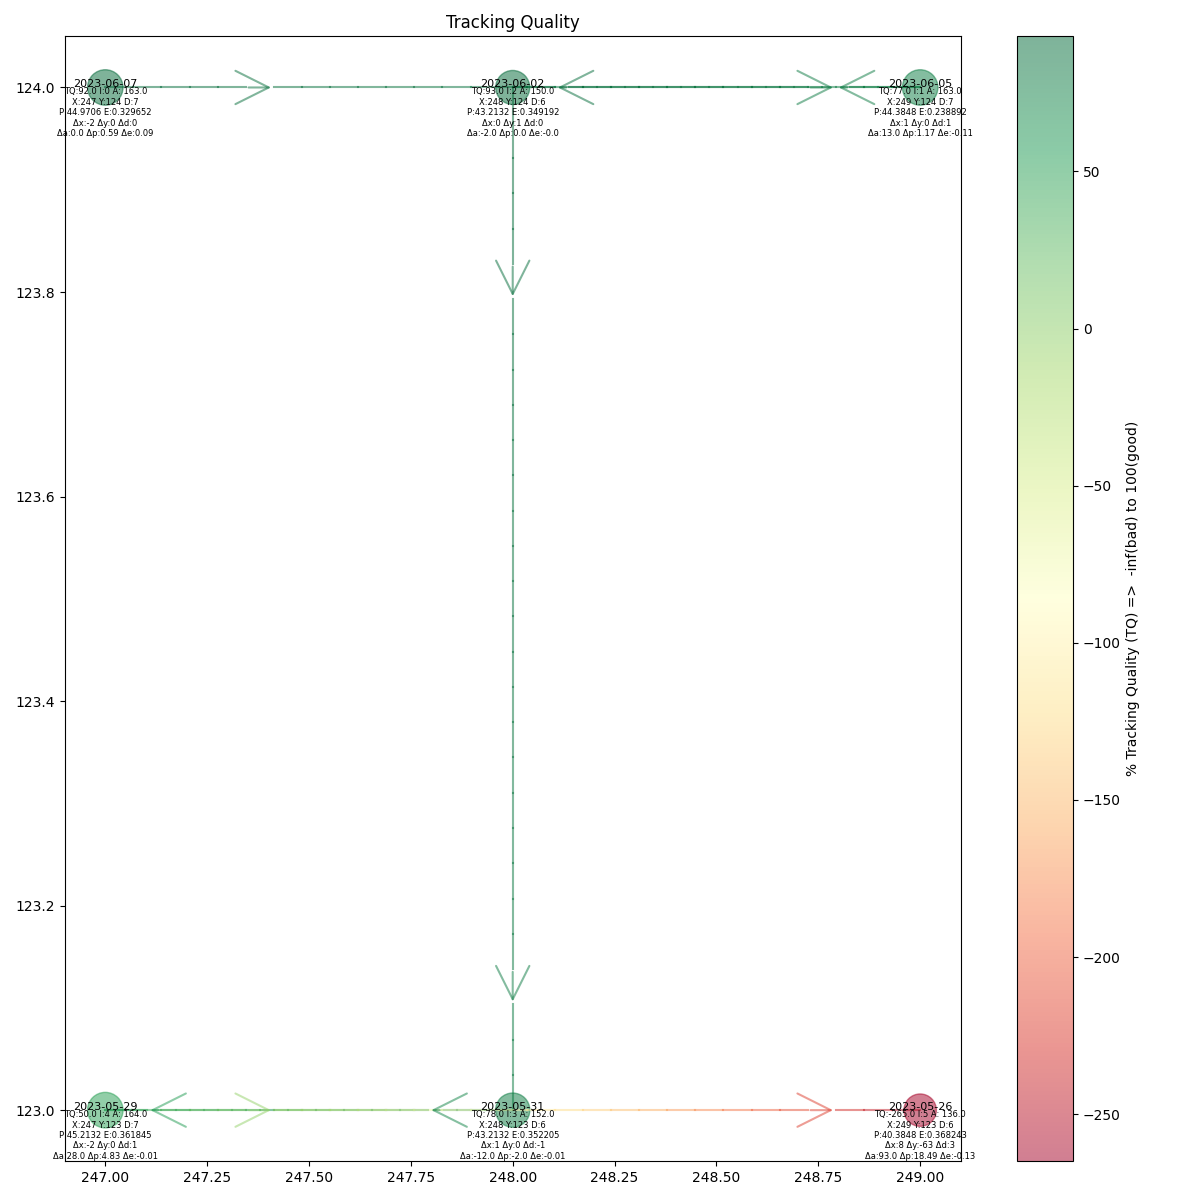 Tracking Quality
124.0
123.8
123.6
123.4
123.2
123.0
2023-06-07
TQ:92.0 I:0 A: 163.0
X:247 Y:124 D:7
P:44.9706 E:0.329652
Δx:-2 Δy:0 Δd:0
Δa:0.0 Δp:0.59 Δe:0.09
2023-06-02
TQ:93.0 I:2 A: 150.0
X:248 Y:124 D:6
P:43.2132 E:0.349192
Δx:0 Δy:1 Δd:0
Δa:-2.0 Δp:0.0 Δe:-0.0
2023-06-05
TQ:77.0 I:1 A: 163.0
X:249 Y:124 D:7
P:44.3848 E:0.238892
Δx:1 Δy:0 Δd:1
Δa:13.0 Δp:1.17 Δe:-0.11
2023-05-29
TQ:50.0 I:4 A: 164.0
X:247 Y:123 D:7
P:45.2132 E:0.361845
Δx:-2 Δy:0 Δd:1
Δa:28.0 Δp:4.83 Δe:-0.01
2023-05-31
TQ:78.0 I:3 A: 152.0
X:248 Y:123 D:6
P:43.2132 E:0.352205
Δx:1 Δy:0 Δd:-1
Δa:-12.0 Δp:-2.0 Δe:-0.01
2023-05-26
TQ:-265.0 I:5 A: 136.0
X:249 Y:123 D:6
P:40.3848 E:0.368243
Δx:8 Δy:-63 Δd:3
Δa:93.0 Δp:18.49 Δe:-0.13
247.00
247.25
247.50
247.75
248.00
248.25
248.50
248.75
249.00
50
0
−50
−100
−150
−200
−250
% Tracking Quality (TQ) => -inf(bad) to 100(good)